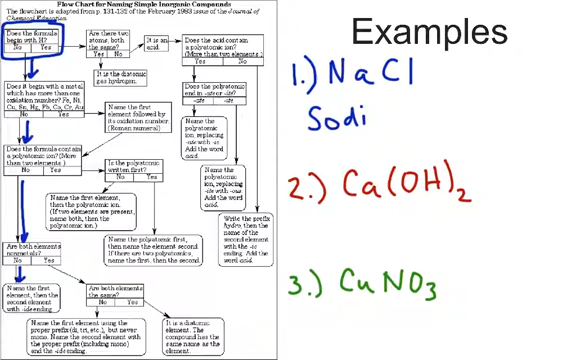 Flow Chart for Naming Simple Inorganic Compounds
The flowchart is adapted from p. 131-132 of the February 1983 issue of the Journal of
Chemical Education.
Does the formula
begin with H?
No Yes
Are there two
atoms, both
the same?
Yes No
It is an
acid.
Does the acid contain
a polyatomic ion?
(More than two elements.)
Yes No
It is the diatomic
gas hydrogen.
Does it begin with a metal
which has more than one
oxidation number? Fe, Ni,
Cu, Sn, Hg, Pb, Co, Cr, Au
No Yes
Name the first
element followed by
its oxidation number.
(Roman numeral)
Does the polyatomic
end in -ate or -ite?
-ate -ite
Name the
polyatomic
ion, replacing
-ate with -ic
Add the word
acid.
Does the formula contain
a polyatomic ion? (More
than two elements.)
No Yes
Is the polyatomic
written first?
No Yes
Name the
polyatomic
ion, replacing
-ite with -ous
Add the word
acid.
Name the first element,
then the polyatomic ion.
(If two elements are present,
name both, then the
polyatomic ion.)
Name the polyatomic first,
then name the element second.
If there are two polyatomics,
name the first, then the second.
Write the prefix
hydro, then the
name of the
second element
with the -ic
ending. Add the
word acid.
Are both elements
nonmetals?
No Yes
Name the first
element, then the
second element
with -ide ending.
Are both elements
the same?
No Yes
Name the first element using the
proper prefix (di, tri, etc.), but never
mono. Name the second element with
the proper prefix (including mono)
and the -ide ending.
It is a diatomic
element. The
compound has the
same name as the
element.
Examples
1.) NaCl
Sodi
2.) Ca(OH)2
3.) CuNO3